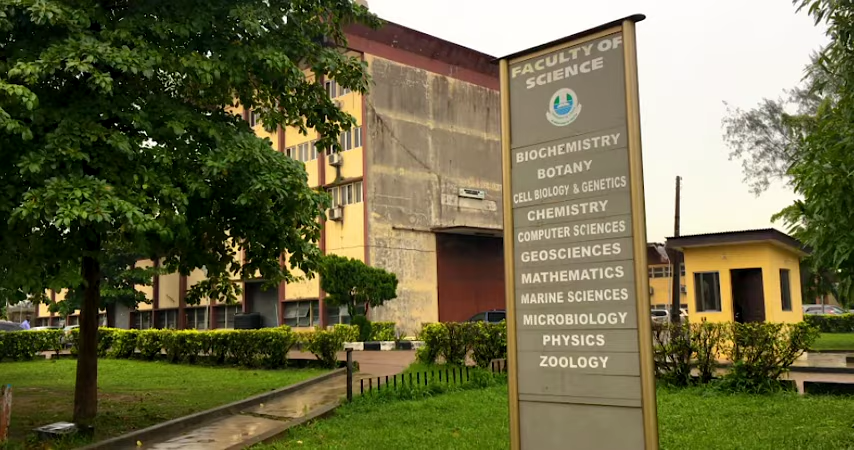 FACULTY OF
SCIENCE
BIOCHEMISTRY
BOTANY
CELL BIOLOGY & GENETICS
CHEMISTRY
COMPUTER SCIENCES
GEOSCIENCES
MATHEMATICS
MARINE SCIENCES
MICROBIOLOGY
PHYSICS
ZOOLOGY